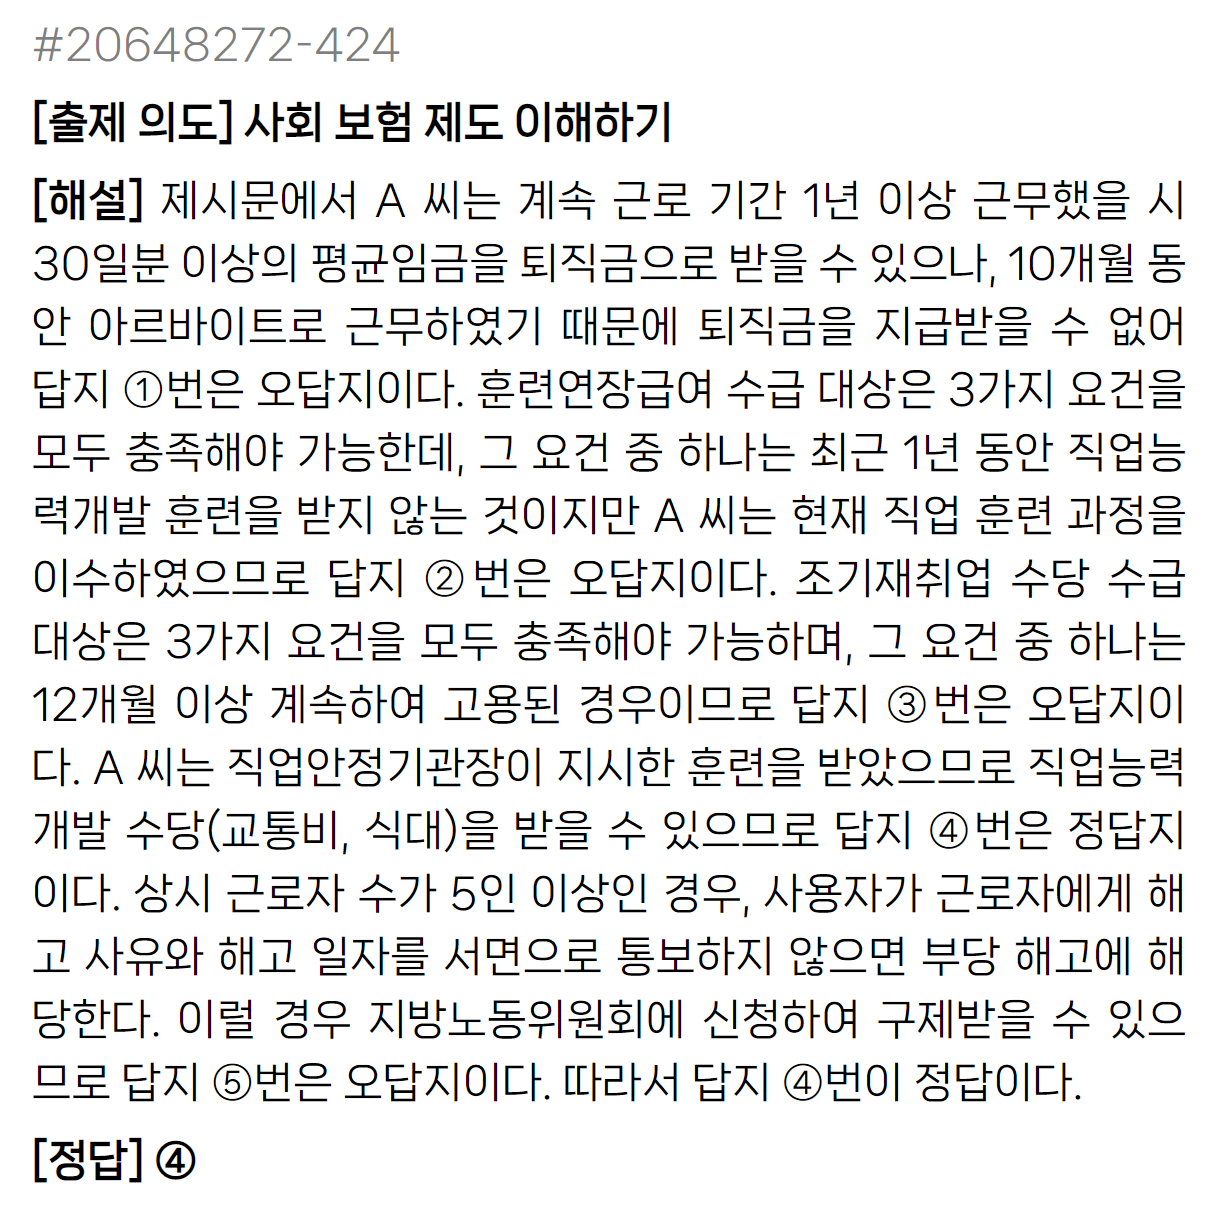 #20648272-424
[출제 의도] 사회 보험 제도 이해하기
[해설] 제시문에서 A 씨는 계속 근로 기간 1년 이상 근무했을 시
30일분 이상의 평균임금을 퇴직금으로 받을 수 있으나, 10개월 동
안 아르바이트로 근무하였기 때문에 퇴직금을 지급받을 수 없어
답지 ①번은 오답지이다. 훈련연장급여 수급 대상은 3가지 요건을
모두 충족해야 가능한데, 그 요건 중 하나는 최근 1년 동안 직업능
력개발 훈련을 받지 않는 것이지만 A 씨는 현재 직업 훈련 과정을
이수하였으므로 답지 ②번은 오답지이다. 조기재취업 수당 수급
대상은 3가지 요건을 모두 충족해야 가능하며, 그 요건 중 하나는
12개월 이상 계속하여 고용된 경우이므로 답지 ③번은 오답지이
다. A 씨는 직업안정기관장이 지시한 훈련을 받았으므로 직업능력
개발 수당(교통비, 식대)을 받을 수 있으므로 답지 ④번은 정답지
이다. 상시 근로자 수가 5인 이상인 경우, 사용자가 근로자에게 해
고 사유와 해고 일자를 서면으로 통보하지 않으면 부당 해고에 해
당한다. 이럴 경우 지방노동위원회에 신청하여 구제받을 수 있으
므로 답지 ⑤번은 오답지이다. 따라서 답지 ④번이 정답이다.
[정답] ④